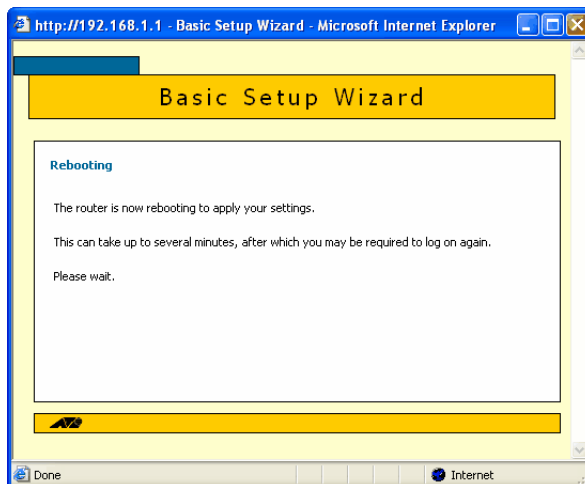 http://192.168.1.1 - Basic Setup Wizard - Microsoft Internet Explorer
Basic Setup Wizard
Rebooting
The router is now rebooting to apply your settings.
This can take up to several minutes, after which you may be required to log on again.
Please wait.
Done
Internet